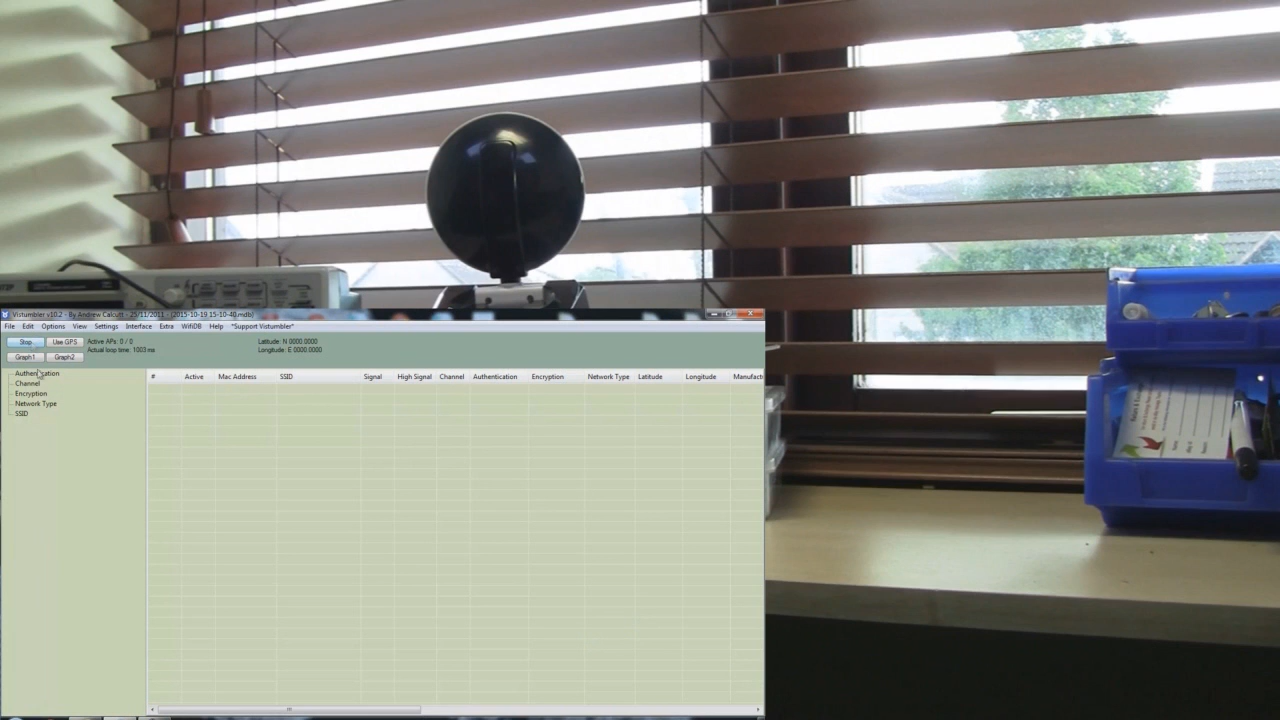 Vistumbler v10.2 - By Andrew Calcutt - 25/11/2011 - (2015-10-19 15-10-40.mdb)
File Edit Options View Settings Interface Extra WifiDB Help *Support Vistumbler*
Stop Use GPS Active APs: 0 / 0 Latitude: N 0000.0000
Actual loop time: 1003 ms Longitude: E 0000.0000
Graph1 Graph2
# Active Mac Address SSID Signal High Signal Channel Authentication Encryption Network Type Latitude Longitude Manufact
Authentication
Channel
Encryption
Network Type
SSID